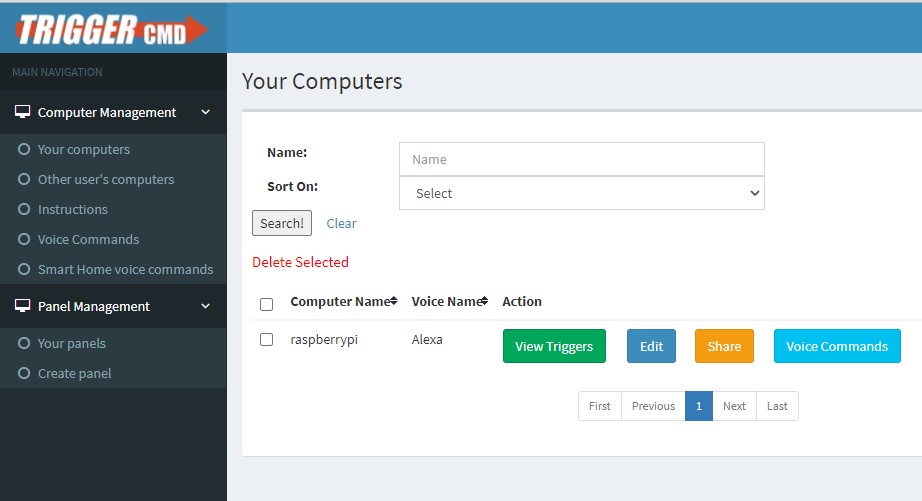 TRIGGER CMD
MAIN NAVIGATION
Computer Management
Your computers
Other user's computers
Instructions
Voice Commands
Smart Home voice commands
Panel Management
Your panels
Create panel
Your Computers
Name:
Name
Sort On:
Select
Search! Clear
Delete Selected
Computer Name Voice Name Action
raspberrypi Alexa View Triggers Edit Share Voice Commands
First Previous 1 Next Last